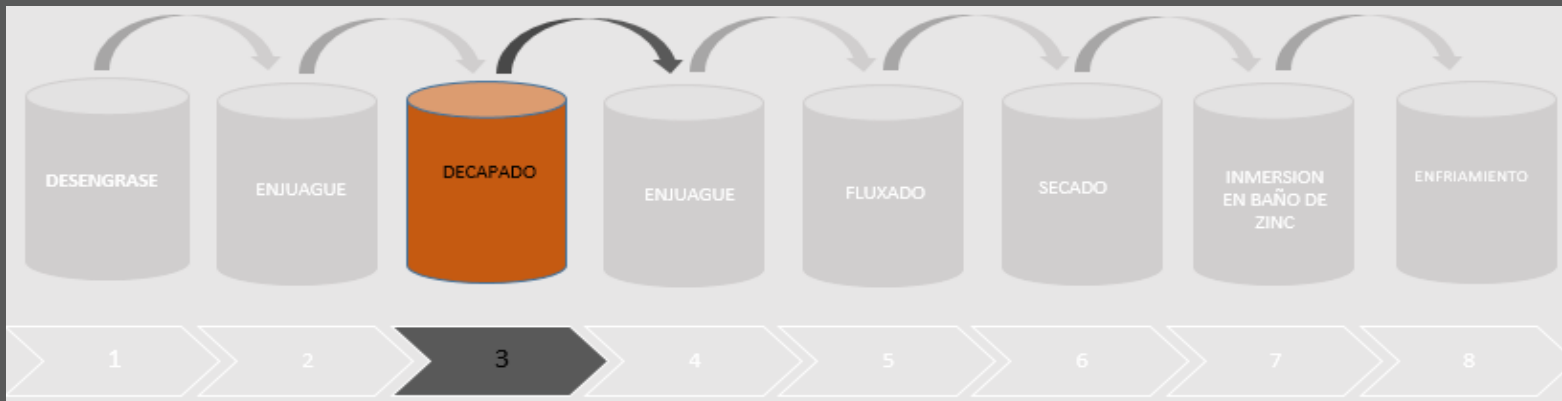 DESENGRASE
ENJUAGUE
DECAPADO
ENJUAGUE
FLUXADO
SECADO
INMERSION
EN BAÑO DE
ZINC
ENFRIAMIENTO
1
2
3
4
5
6
7
8